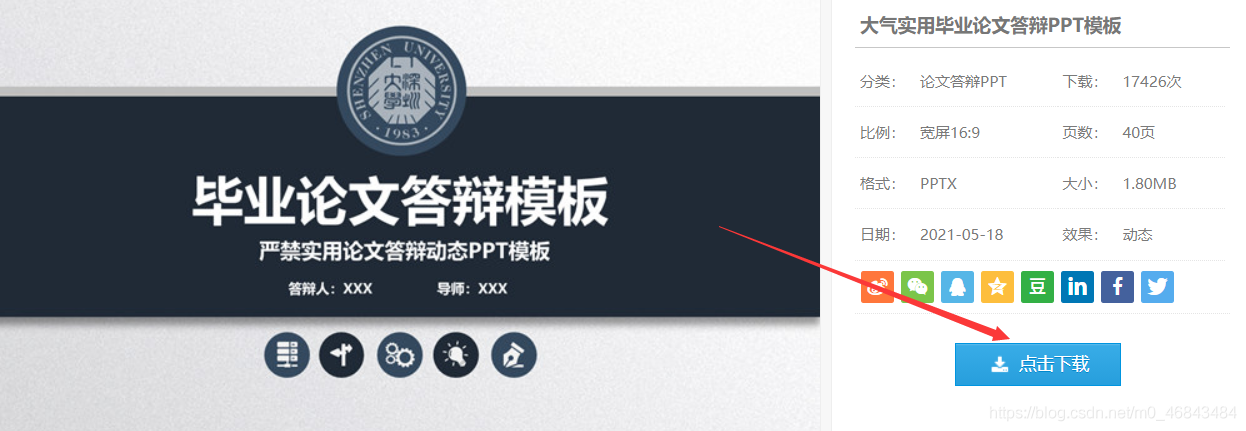 SHENZHEN UNIVERSITY
深圳
大學
·1983·
毕业论文答辩模板
严禁实用论文答辩动态PPT模板
答辩人：XXX 导师：XXX
大气实用毕业论文答辩PPT模板
分类： 论文答辩PPT 下载： 17426次
比例： 宽屏16:9 页数： 40页
格式： PPTX 大小： 1.80MB
日期： 2021-05-18 效果： 动态
豆 in f
点击下载
https://blog.csdn.net/m0_46843484